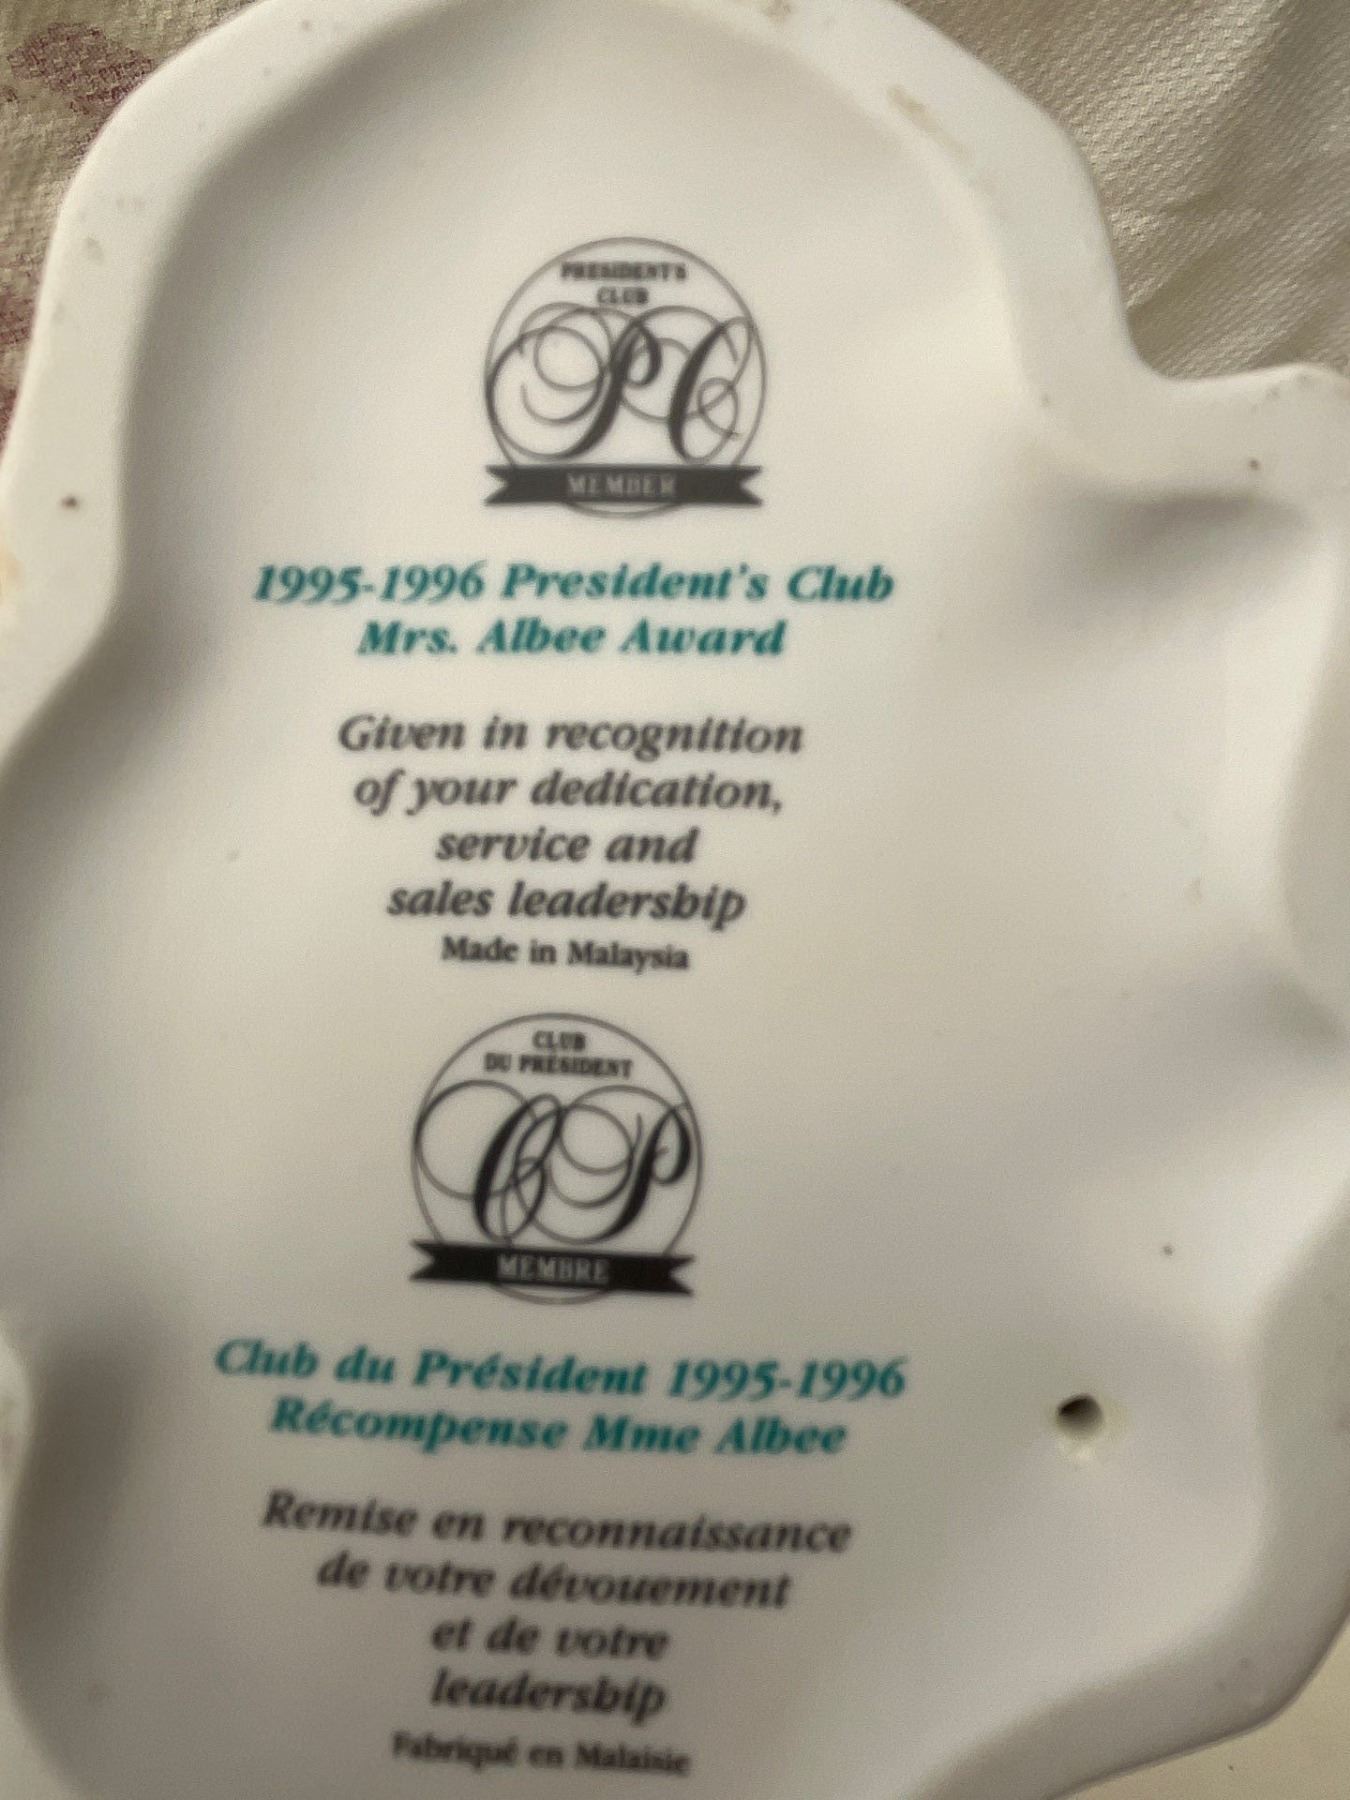 PRESIDENT'S
CLUB
PC
MEMBER
1995-1996 President's Club
Mrs. Albee Award
Given in recognition
of your dedication,
service and
sales leadership
Made in Malaysia
CLUB
DU PRÉSIDENT
CP
MEMBRE
Club du Président 1995-1996
Récompense Mme Albee
Remise en reconnaissance
de votre dévouement
et de votre
leadership
Fabriqué en Malaisie